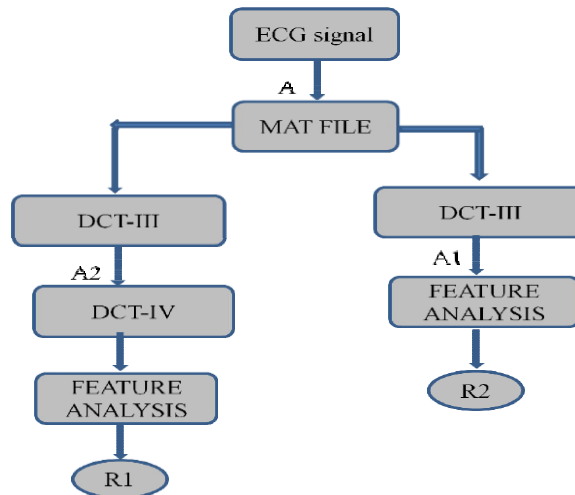 ECG signal
A
MAT FILE
DCT-III
A2
DCT-IV
FEATURE
ANALYSIS
R1
DCT-III
A1
FEATURE
ANALYSIS
R2